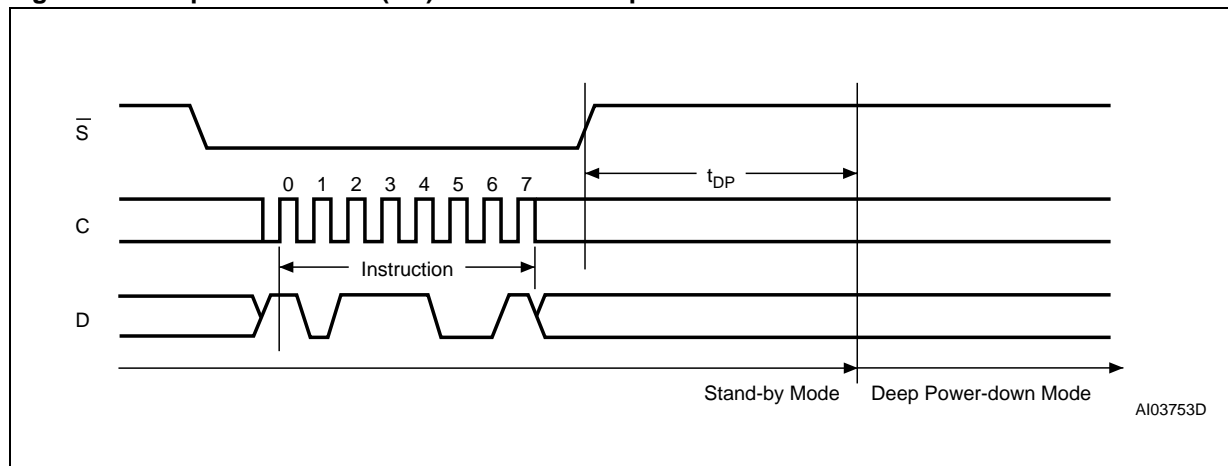 S
0 1 2 3 4 5 6 7
tDP
C
Instruction
D
Stand-by Mode
Deep Power-down Mode
AI03753D